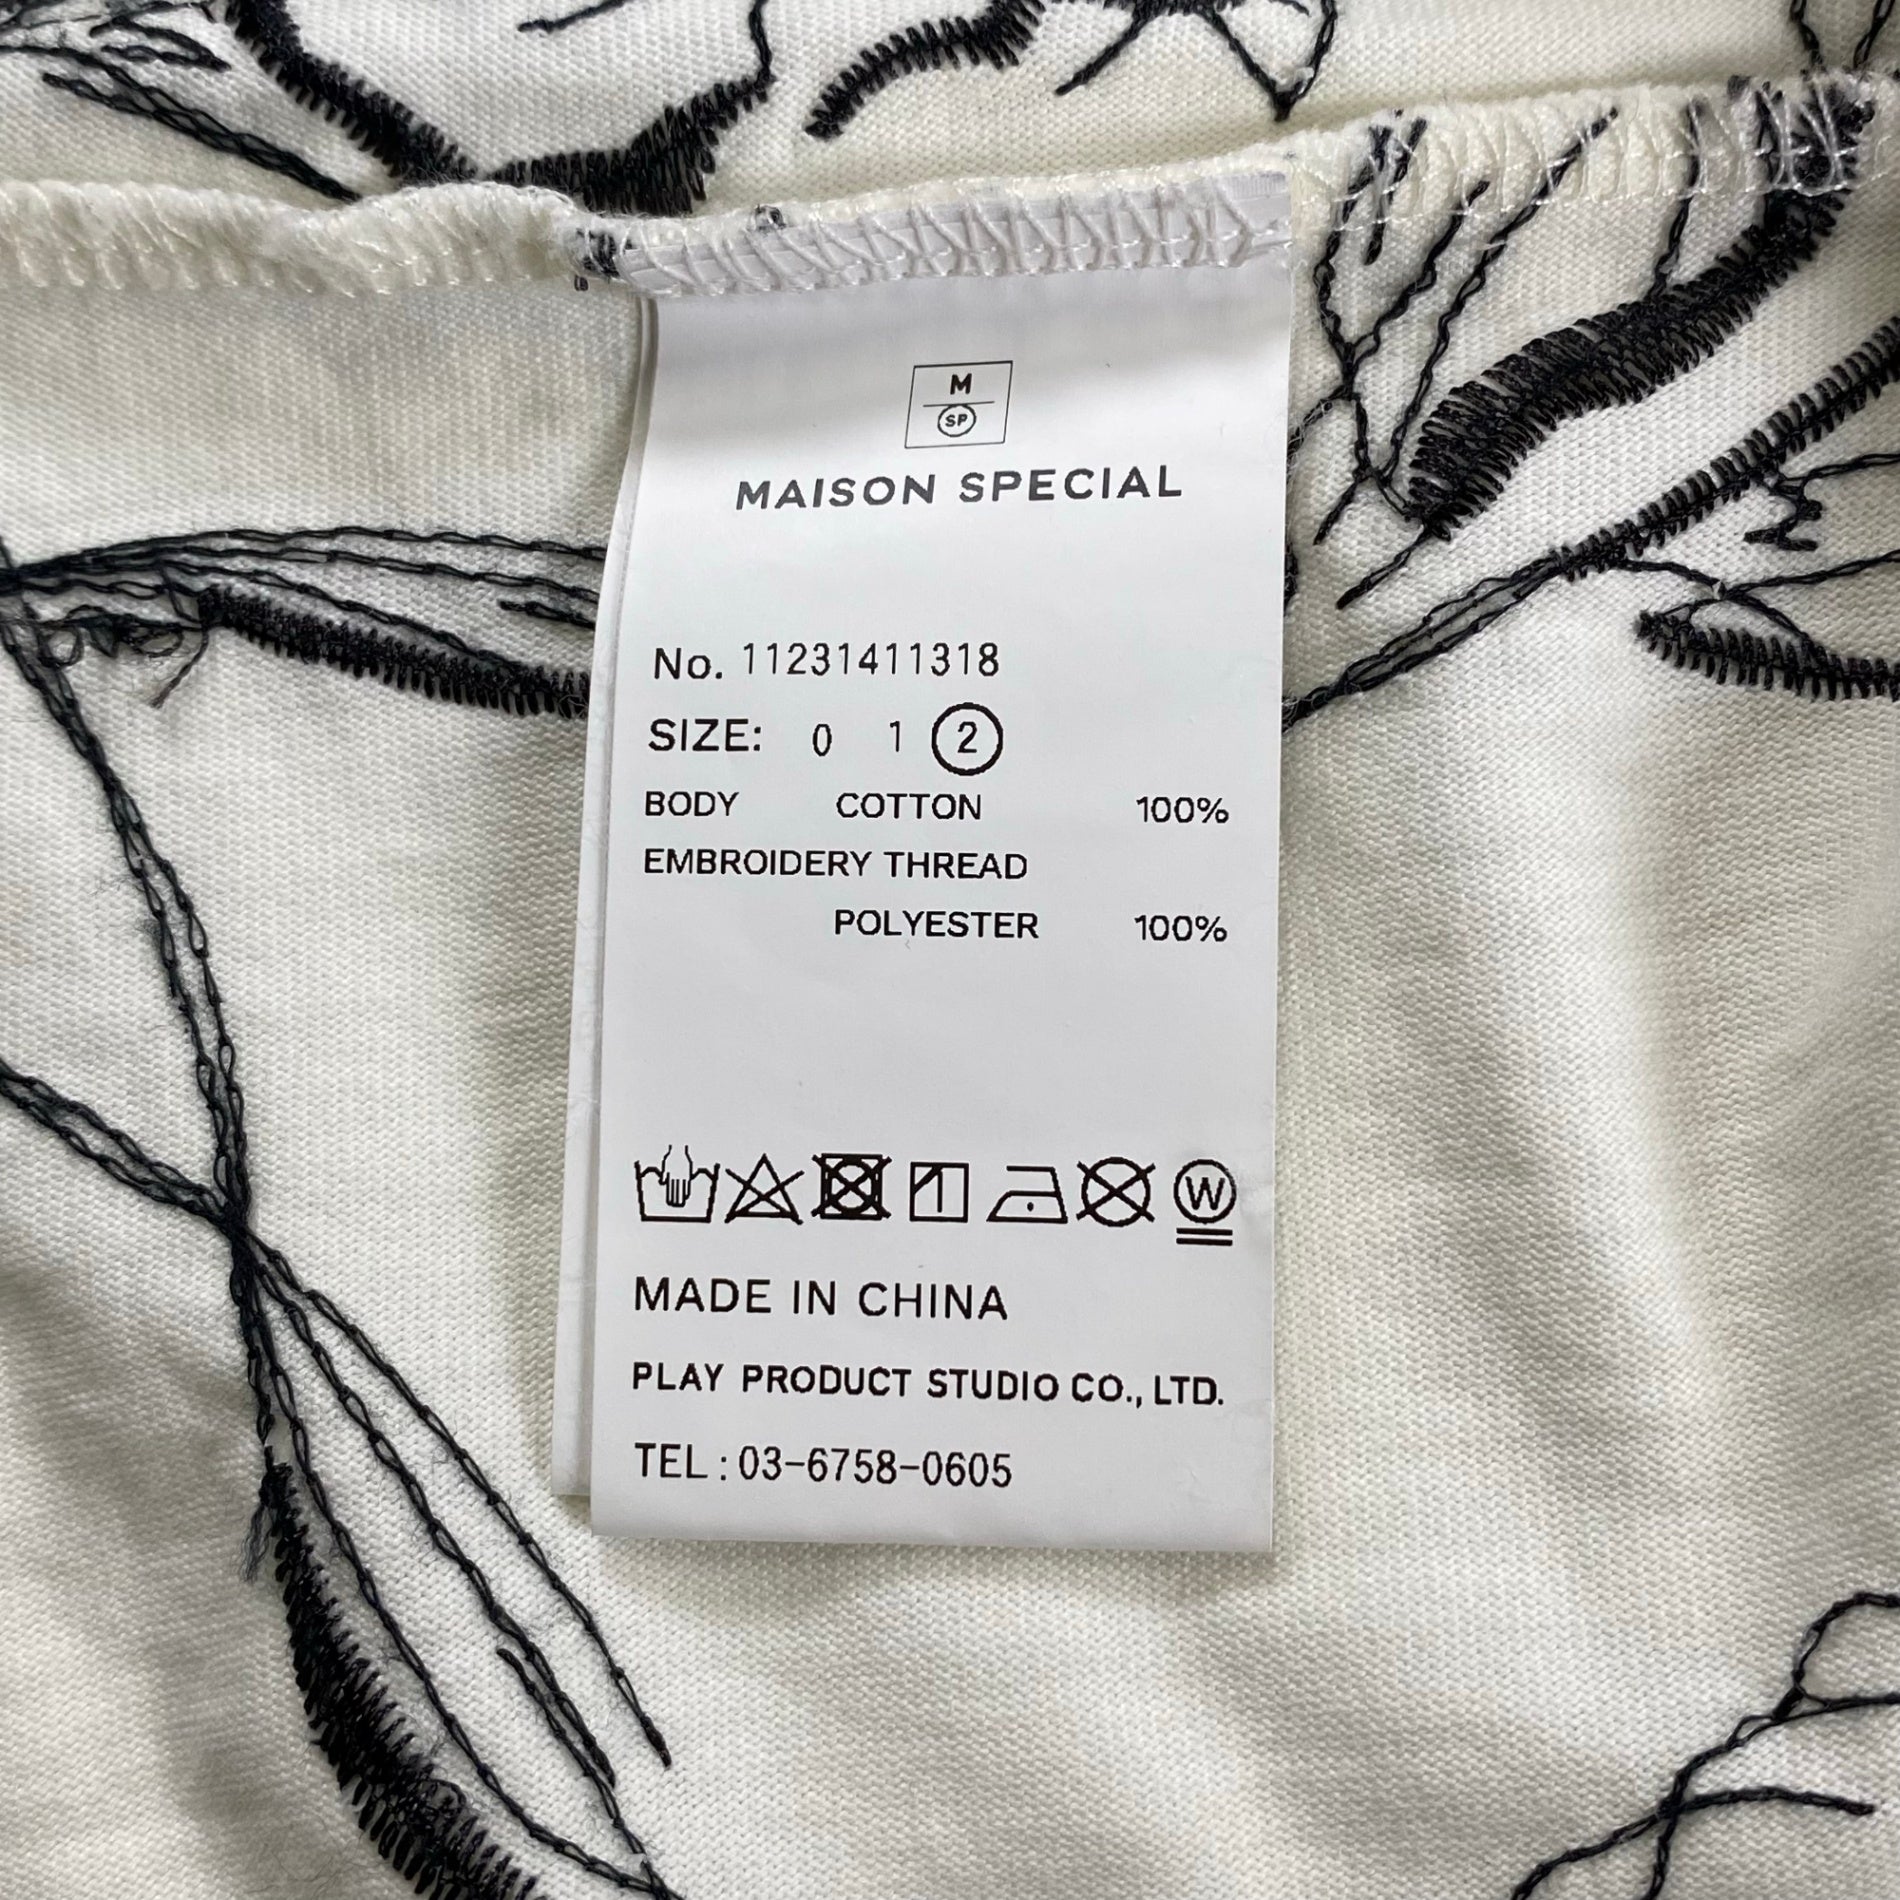 M
SP
MAISON SPECIAL
No. 11231411318
SIZE: 0 1 2
BODY COTTON 100%
EMBROIDERY THREAD
POLYESTER 100%
W
MADE IN CHINA
PLAY PRODUCT STUDIO CO., LTD.
TEL : 03-6758-0605